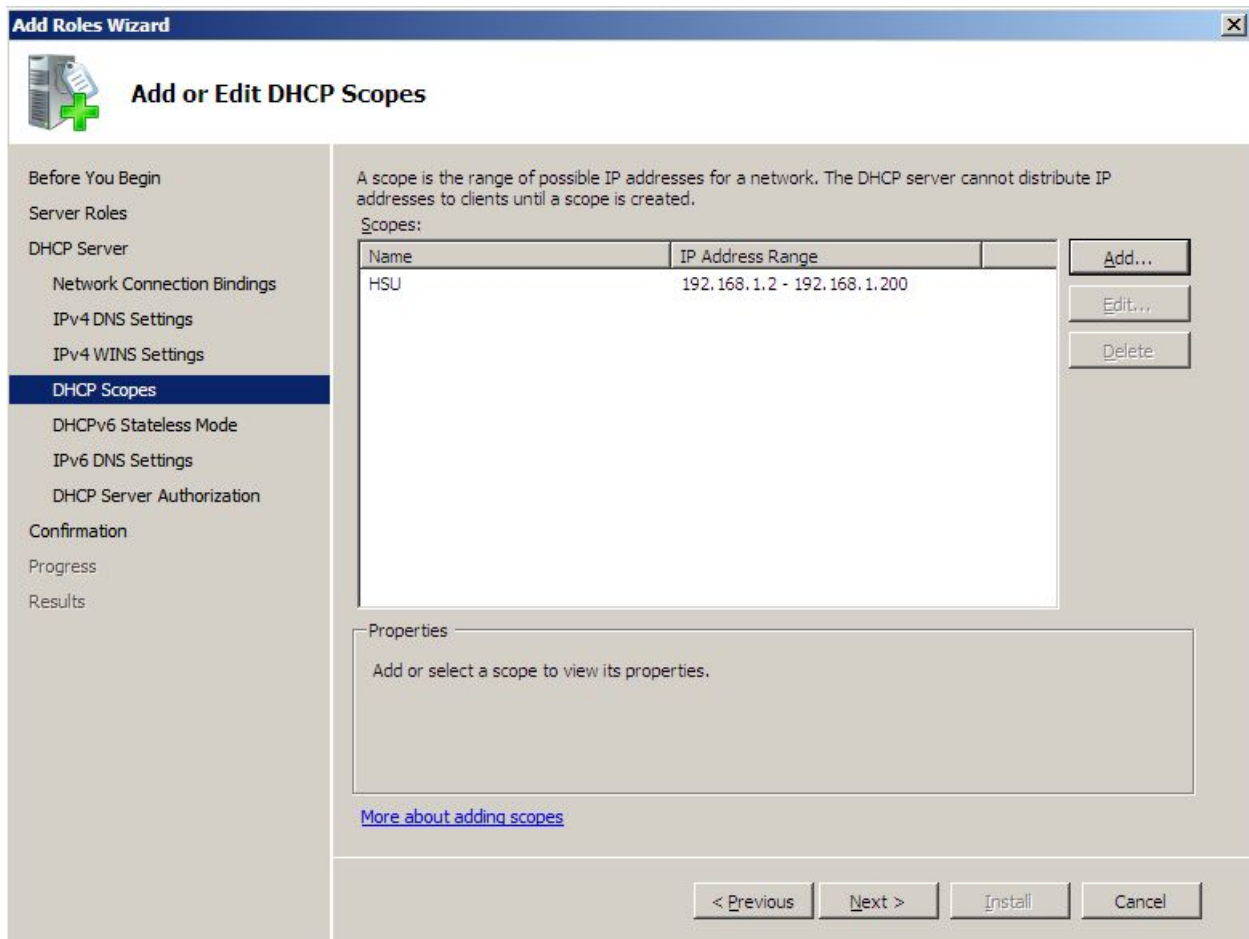 Add Roles Wizard
Add or Edit DHCP Scopes
Before You Begin
Server Roles
DHCP Server
Network Connection Bindings
IPv4 DNS Settings
IPv4 WINS Settings
DHCP Scopes
DHCPv6 Stateless Mode
IPv6 DNS Settings
DHCP Server Authorization
Confirmation
Progress
Results
A scope is the range of possible IP addresses for a network. The DHCP server cannot distribute IP
addresses to clients until a scope is created.
Scopes:
Name IP Address Range
HSU 192.168.1.2 - 192.168.1.200
Add...
Edit...
Delete
Properties
Add or select a scope to view its properties.
More about adding scopes
< Previous Next > Install Cancel